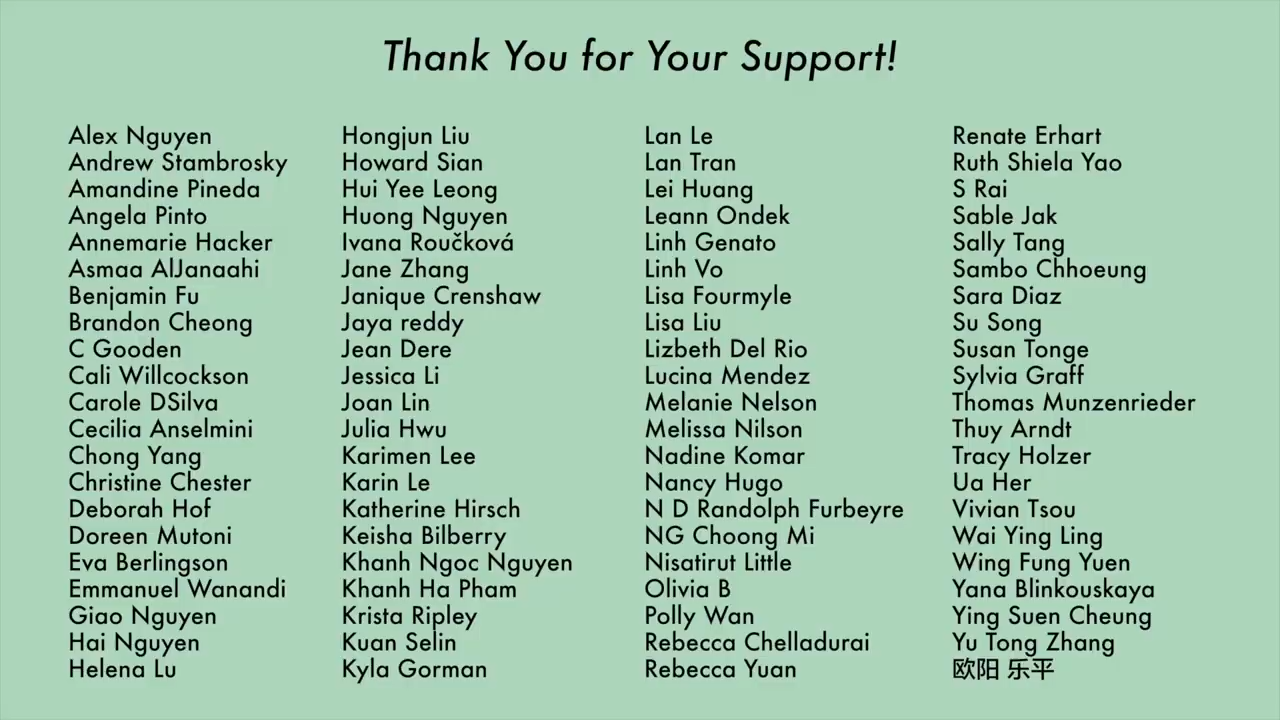 Thank You for Your Support!
Alex Nguyen
Andrew Stambrosky
Amandine Pineda
Angela Pinto
Annemarie Hacker
Asmaa AlJanaahi
Benjamin Fu
Brandon Cheong
C Gooden
Cali Willcockson
Carole DSilva
Cecilia Anselmini
Chong Yang
Christine Chester
Deborah Hof
Doreen Mutoni
Eva Berlingson
Emmanuel Wanandi
Giao Nguyen
Hai Nguyen
Helena Lu
Hongjun Liu
Howard Sian
Hui Yee Leong
Huong Nguyen
Ivana Roučková
Jane Zhang
Janique Crenshaw
Jaya reddy
Jean Dere
Jessica Li
Joan Lin
Julia Hwu
Karimen Lee
Karin Le
Katherine Hirsch
Keisha Bilberry
Khanh Ngoc Nguyen
Khanh Ha Pham
Krista Ripley
Kuan Selin
Kyla Gorman
Lan Le
Lan Tran
Lei Huang
Leann Ondek
Linh Genato
Linh Vo
Lisa Fourmyle
Lisa Liu
Lizbeth Del Rio
Lucina Mendez
Melanie Nelson
Melissa Nilson
Nadine Komar
Nancy Hugo
N D Randolph Furbeyre
NG Choong Mi
Nisatirut Little
Olivia B
Polly Wan
Rebecca Chelladurai
Rebecca Yuan
Renate Erhart
Ruth Shiela Yao
S Rai
Sable Jak
Sally Tang
Sambo Chhoeung
Sara Diaz
Su Song
Susan Tonge
Sylvia Graff
Thomas Munzenrieder
Thuy Arndt
Tracy Holzer
Ua Her
Vivian Tsou
Wai Ying Ling
Wing Fung Yuen
Yana Blinkouskaya
Ying Suen Cheung
Yu Tong Zhang
欧阳 乐平